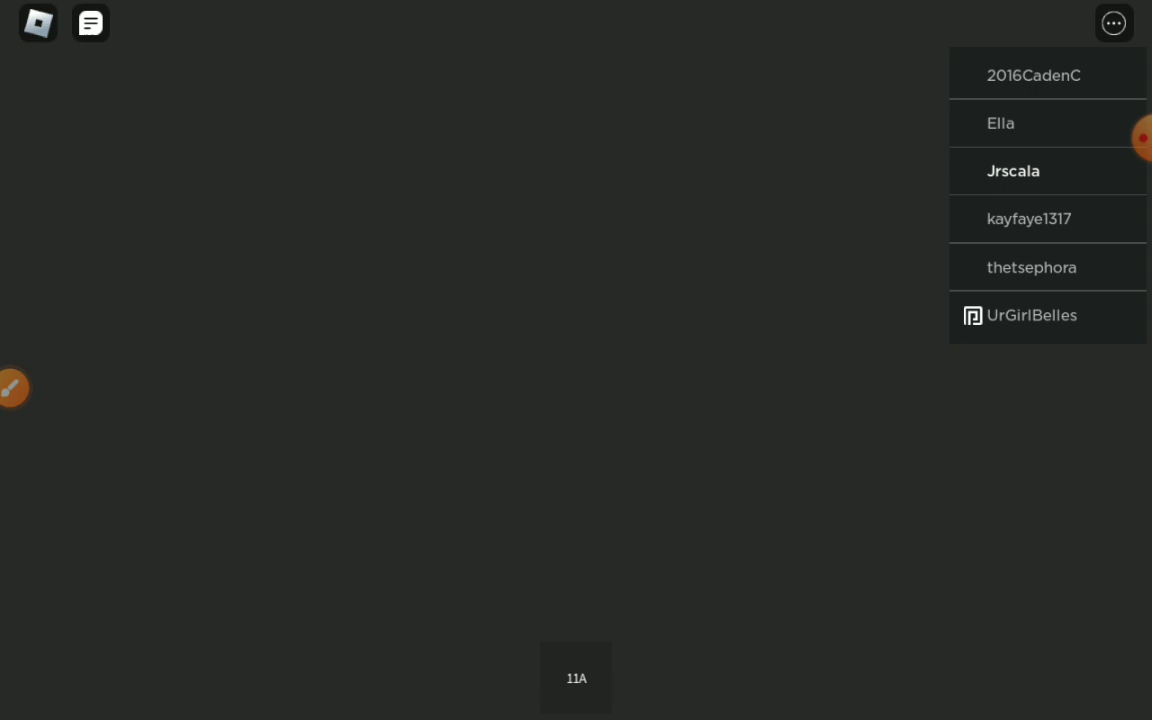 2016CadenC
Ella
Jrscala
kayfaye1317
thetsephora
UrGirlBelles
11A